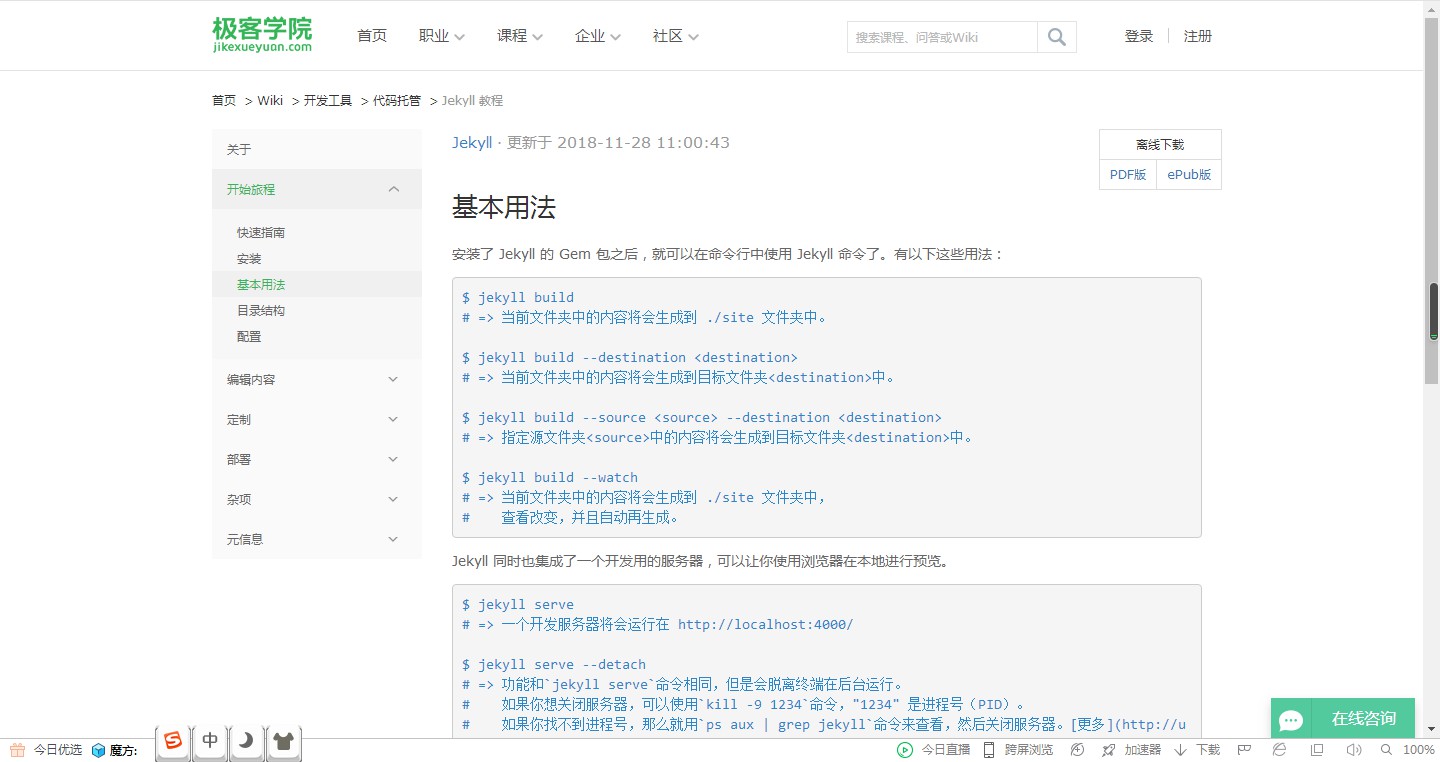 极客学院
jikexueyuan.com
首页 职业 课程 企业 社区
搜索课程、问答或Wiki
登录 注册
首页 > Wiki > 开发工具 > 代码托管 > Jekyll 教程
关于
开始旅程
快速指南
安装
基本用法
目录结构
配置
编辑内容
定制
部署
杂项
元信息
Jekyll · 更新于 2018-11-28 11:00:43
离线下载
PDF版 ePub版
基本用法
安装了 Jekyll 的 Gem 包之后，就可以在命令行中使用 Jekyll 命令了。有以下这些用法：
$ jekyll build
# => 当前文件夹中的内容将会生成到 ./site 文件夹中。
$ jekyll build --destination <destination>
# => 当前文件夹中的内容将会生成到目标文件夹<destination>中。
$ jekyll build --source <source> --destination <destination>
# => 指定源文件夹<source>中的内容将会生成到目标文件夹<destination>中。
$ jekyll build --watch
# => 当前文件夹中的内容将会生成到 ./site 文件夹中，
#    查看改变，并且自动再生成。
Jekyll 同时也集成了一个开发用的服务器，可以让你使用浏览器在本地进行预览。
$ jekyll serve
# => 一个开发服务器将会运行在 http://localhost:4000/
$ jekyll serve --detach
# => 功能和`jekyll serve`命令相同，但是会脱离终端在后台运行。
#    如果你想关闭服务器，可以使用`kill -9 1234`命令，"1234" 是进程号（PID）。
#    如果你找不到进程号，那么就用`ps aux | grep jekyll`命令来查看，然后关闭服务器。[更多](http://u
在线咨询
今日优选 魔方: S 中 今日直播 跨屏浏览 加速器 下载 100%